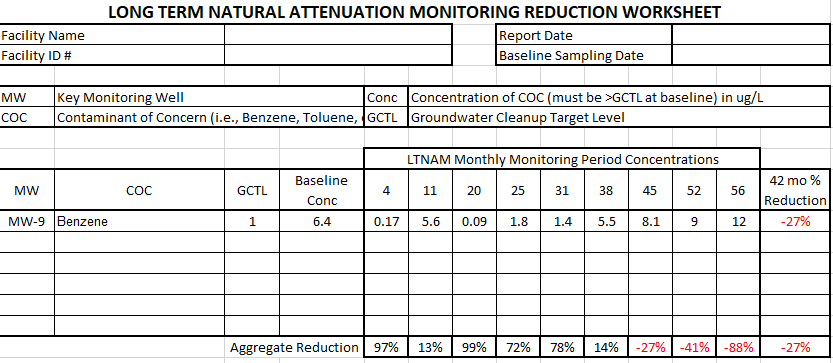 LONG TERM NATURAL ATTENUATION MONITORING REDUCTION WORKSHEET
Facility Name Report Date
Facility ID # Baseline Sampling Date
MW Key Monitoring Well Conc Concentration of COC (must be >GCTL at baseline) in ug/L
COC Contaminant of Concern (i.e., Benzene, Toluene, GCTL Groundwater Cleanup Target Level
LTNAM Monthly Monitoring Period Concentrations
MW COC GCTL Baseline Conc 4 11 20 25 31 38 45 52 56 42 mo % Reduction
MW-9 Benzene 1 6.4 0.17 5.6 0.09 1.8 1.4 5.5 8.1 9 12 -27%
Aggregate Reduction 97% 13% 99% 72% 78% 14% -27% -41% -88% -27%